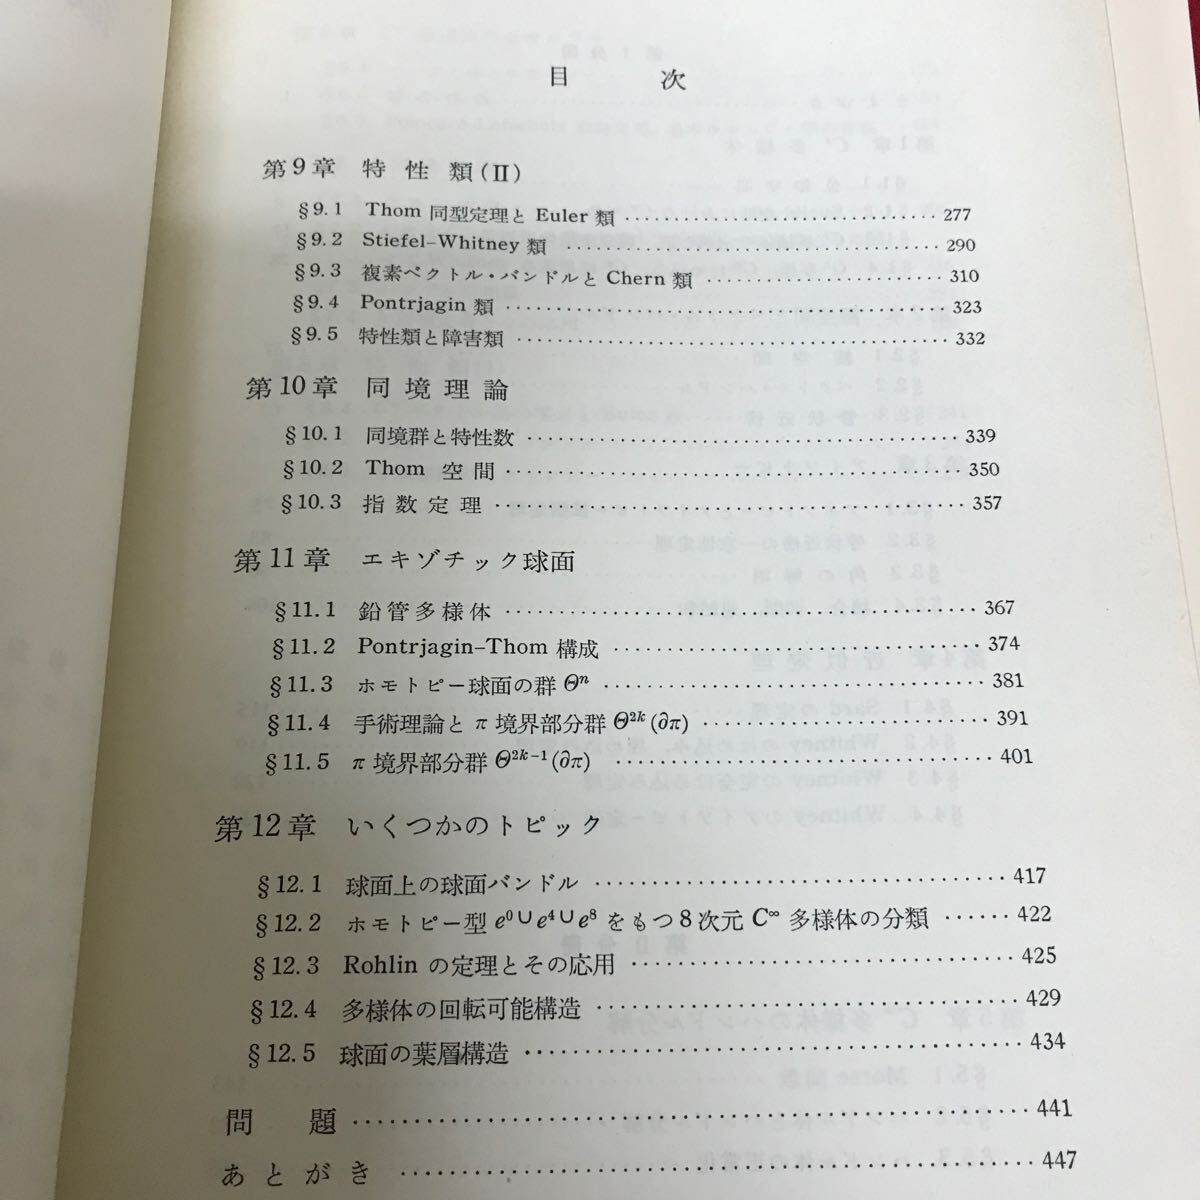 目 次
第9章 特性類(II)
§9.1 Thom 同型定理と Euler 類 …… 277
§9.2 Stiefel–Whitney 類 …… 290
§9.3 複素ベクトル・バンドルと Chern 類 …… 310
§9.4 Pontrjagin 類 …… 323
§9.5 特性類と障害類 …… 332
第10章 同境理論
§10.1 同境群と特性数 …… 339
§10.2 Thom 空間 …… 350
§10.3 指数定理 …… 357
第11章 エキゾチック球面
§11.1 鉛管多様体 …… 367
§11.2 Pontrjagin–Thom 構成 …… 374
§11.3 ホモトピー球面の群 Θⁿ …… 381
§11.4 手術理論と π 境界部分群 Θ²ᵏ(∂π) …… 391
§11.5 π 境界部分群 Θ²ᵏ⁻¹(∂π) …… 401
第12章 いくつかのトピック
§12.1 球面上の球面バンドル …… 417
§12.2 ホモトピー型 e⁰∪e⁴∪e⁸ をもつ 8 次元 C^∞ 多様体の分類 …… 422
§12.3 Rohlin の定理とその応用 …… 425
§12.4 多様体の回転可能構造 …… 429
§12.5 球面の葉層構造 …… 434
問 題 …… 441
あとがき …… 447